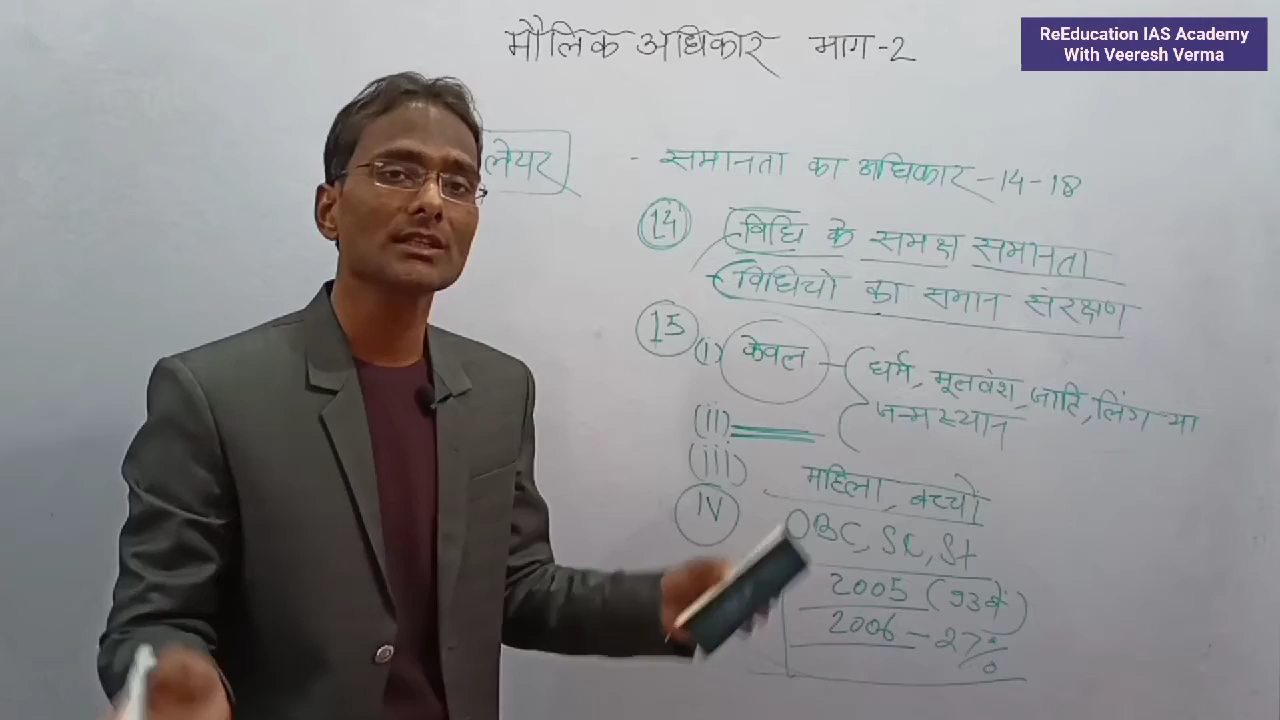 मौलिक अधिकार भाग-2
ReEducation IAS Academy
With Veeresh Verma
लेयर
- समानता का अधिकार -14-18
14 विधि के समक्ष समानता
विधियो का समान संरक्षण
15 (i) केवल - धर्म, मूलवंश, जाति, लिंग या
जन्मस्थान
(ii)
(iii) महिला, बच्चो
IV OBC, SC, St
2005 (93वें)
2006 - 27%